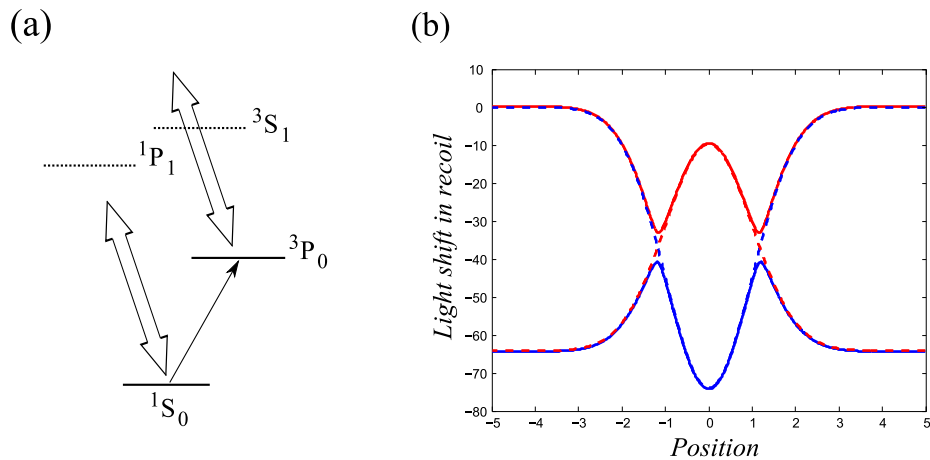 (a)
³S₁
¹P₁
³P₀
¹S₀
(b)
Light shift in recoil
10
0
−10
−20
−30
−40
−50
−60
−70
−80
−5 −4 −3 −2 −1 0 1 2 3 4 5
Position